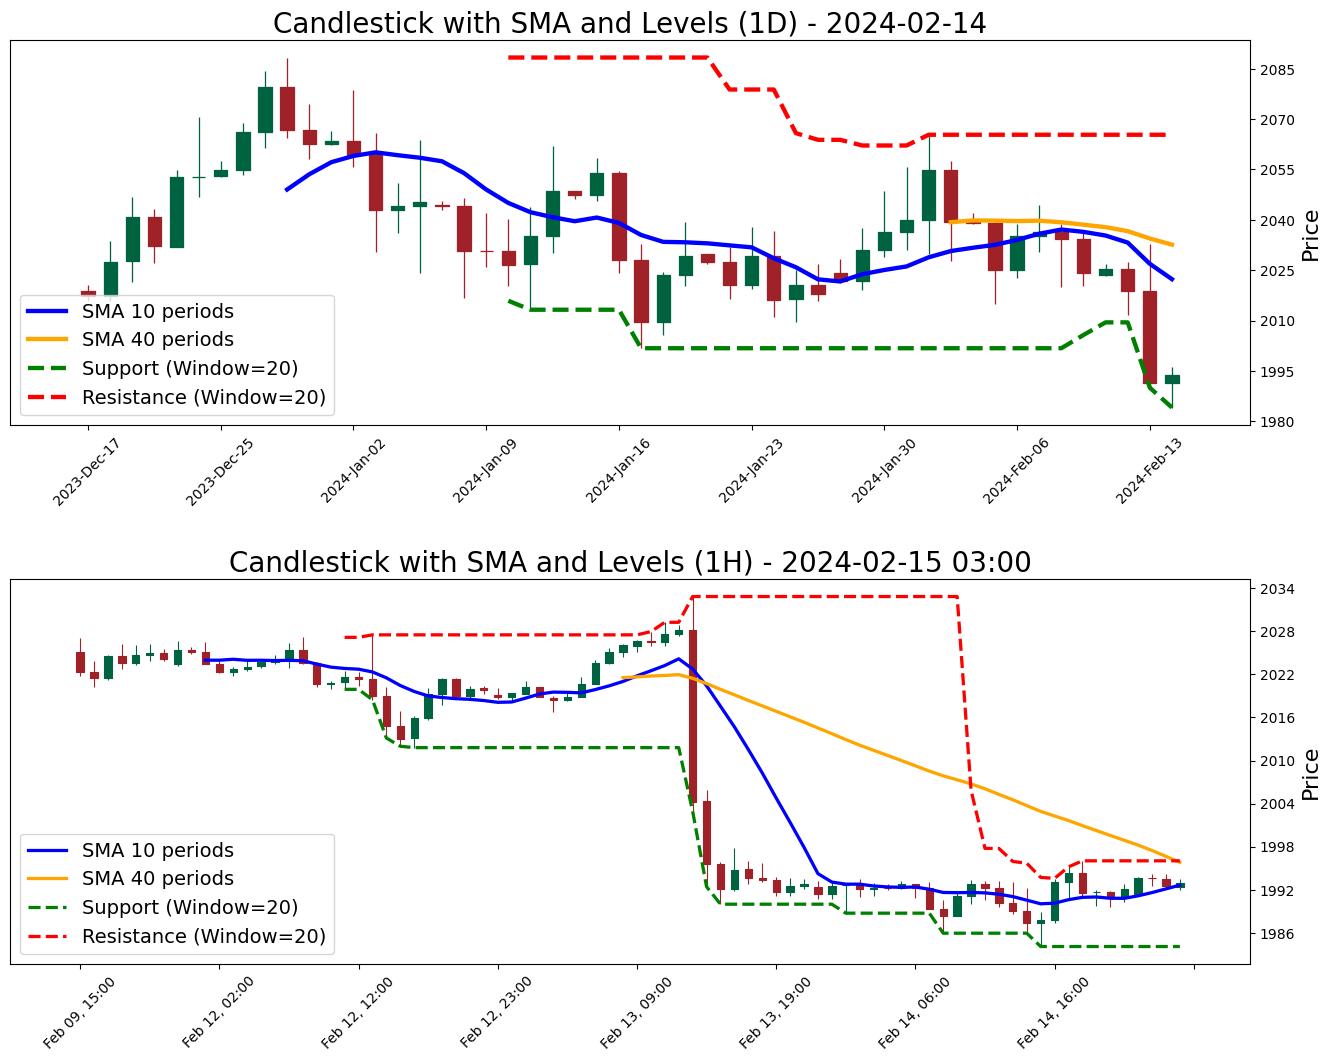 Candlestick with SMA and Levels (1D) - 2024-02-14
2085
2070
2055
2040
2025
2010
1995
1980
Price
SMA 10 periods
SMA 40 periods
Support (Window=20)
Resistance (Window=20)
2023-Dec-17
2023-Dec-25
2024-Jan-02
2024-Jan-09
2024-Jan-16
2024-Jan-23
2024-Jan-30
2024-Feb-06
2024-Feb-13
Candlestick with SMA and Levels (1H) - 2024-02-15 03:00
2034
2028
2022
2016
2010
2004
1998
1992
1986
Price
SMA 10 periods
SMA 40 periods
Support (Window=20)
Resistance (Window=20)
Feb 09, 15:00
Feb 12, 02:00
Feb 12, 12:00
Feb 12, 23:00
Feb 13, 09:00
Feb 13, 19:00
Feb 14, 06:00
Feb 14, 16:00